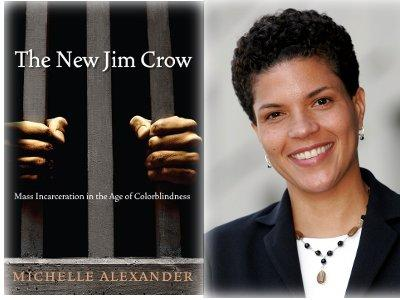 The New Jim Crow
Mass Incarceration in the Age of Colorblindness
MICHELLE ALEXANDER